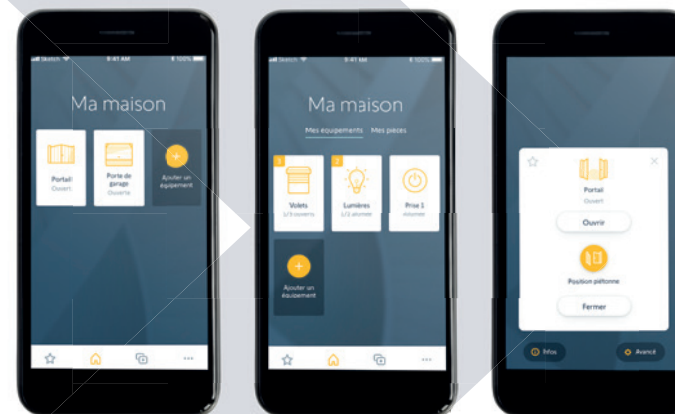 Sketch 9:41 AM 100%
Ma maison
Portail
Ouvert
Porte de
garage
Ouverte
Ajouter un
équipement
Sketch 9:41 AM 100%
Ma maison
Mes équipements Mes pièces
3
Volets
1/3 ouverts
2
Lumières
1/2 allumée
Prise 1
Allumée
Ajouter un
équipement
Portail
Ouvert
Ouvrir
Position piétonne
Fermer
Infos
Avancé